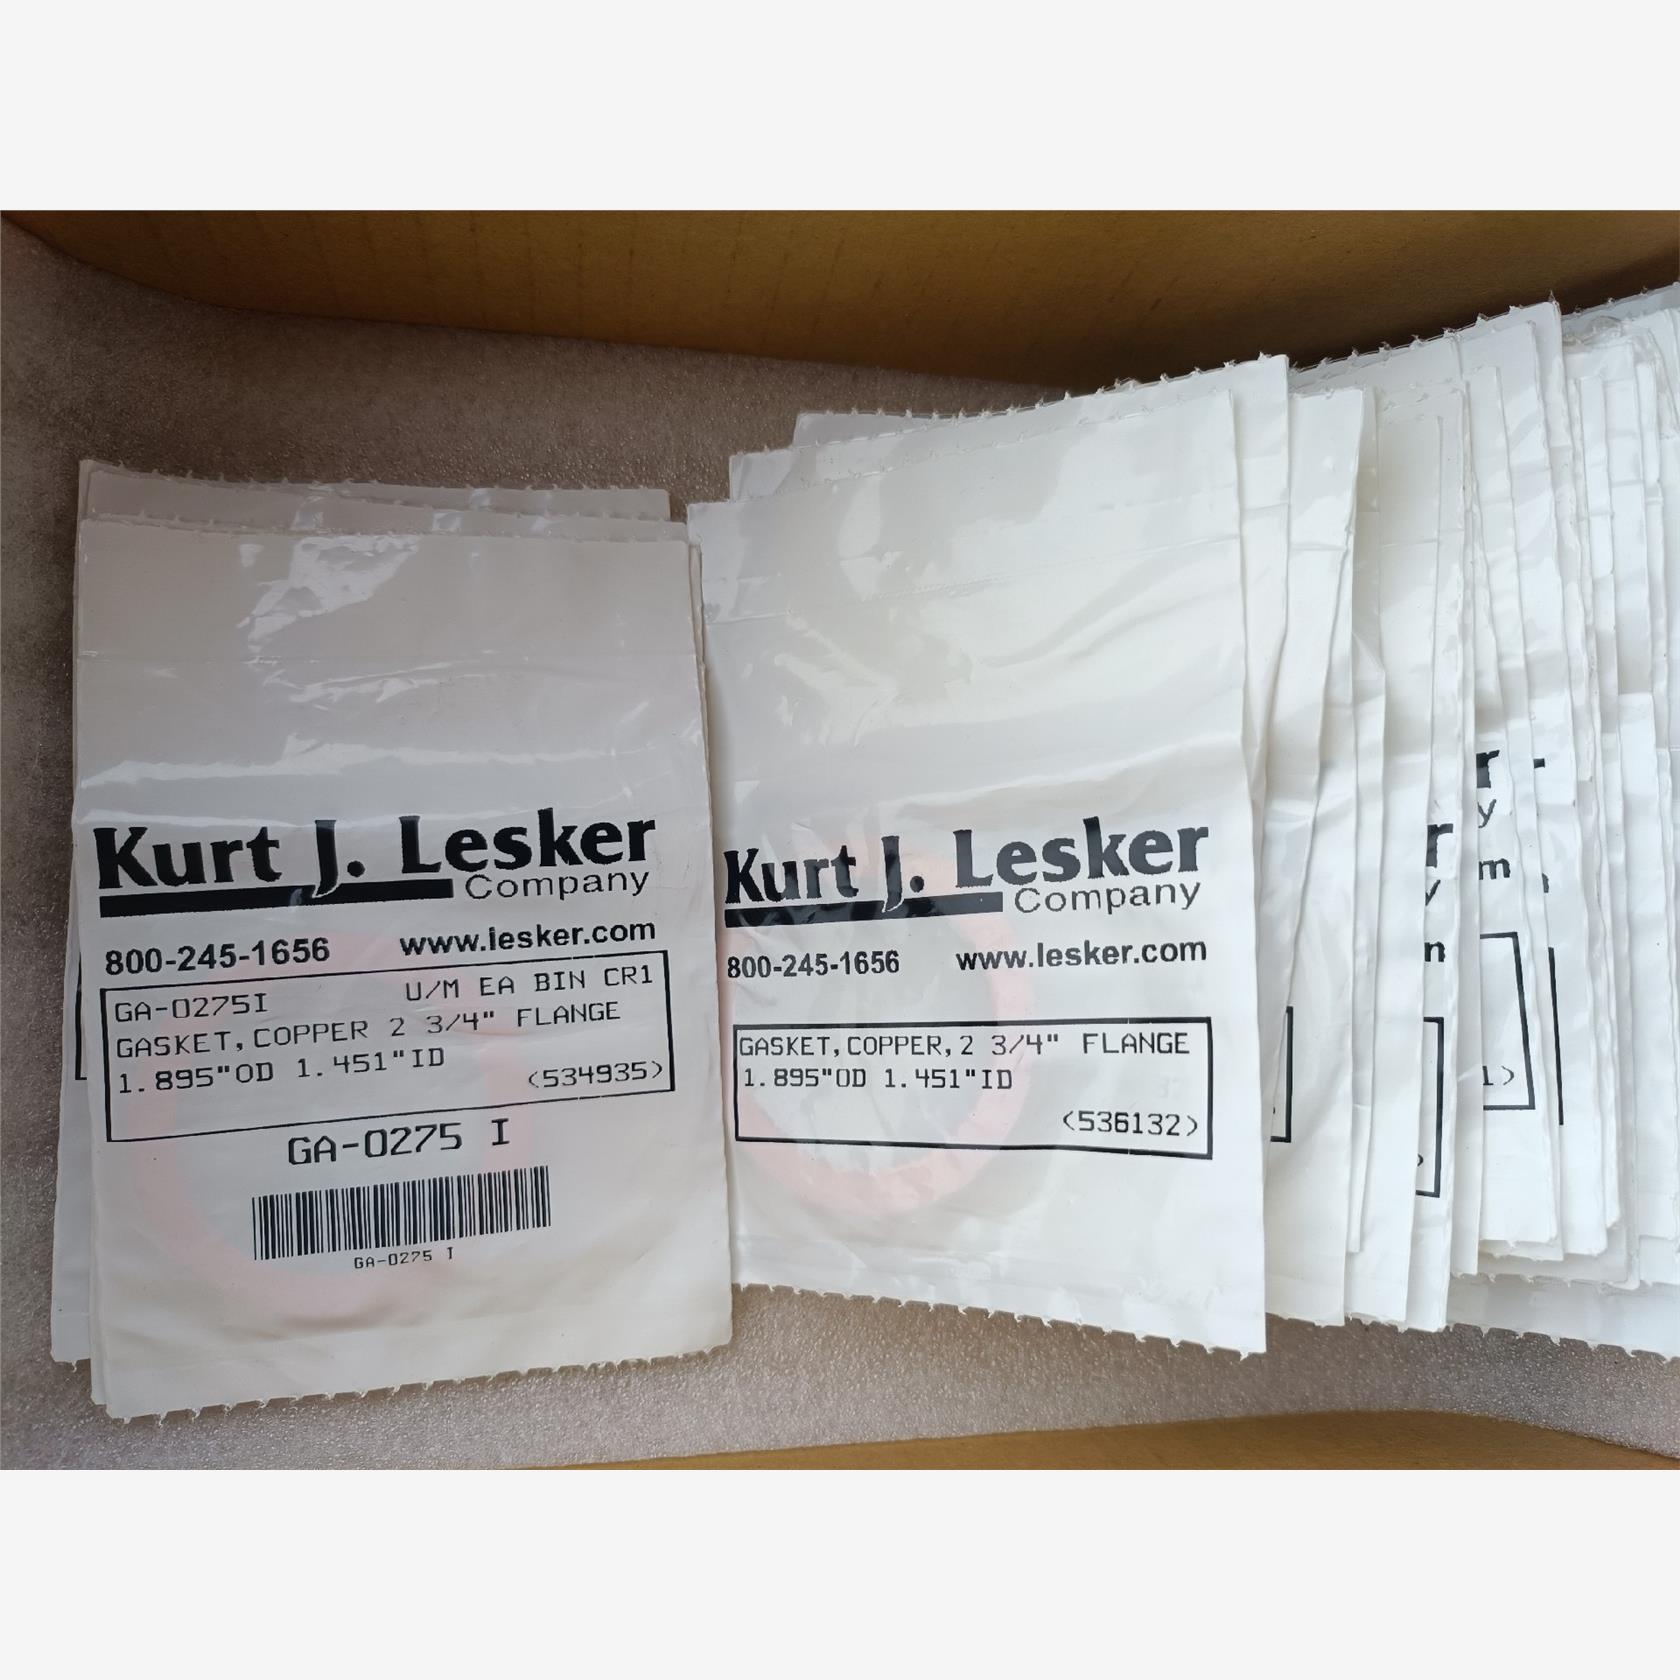 Kurt J. Lesker
Company
800-245-1656 www.lesker.com
GA-0275I U/M EA BIN CR1
GASKET,COPPER 2 3/4" FLANGE
1.895"OD 1.451"ID
(534935)
GA-0275 I
GA-0275 I
Kurt J. Lesker
Company
800-245-1656 www.lesker.com
GASKET,COPPER,2 3/4" FLANGE
1.895"OD 1.451"ID
(536132)
r
y
m
r
y
n
1)